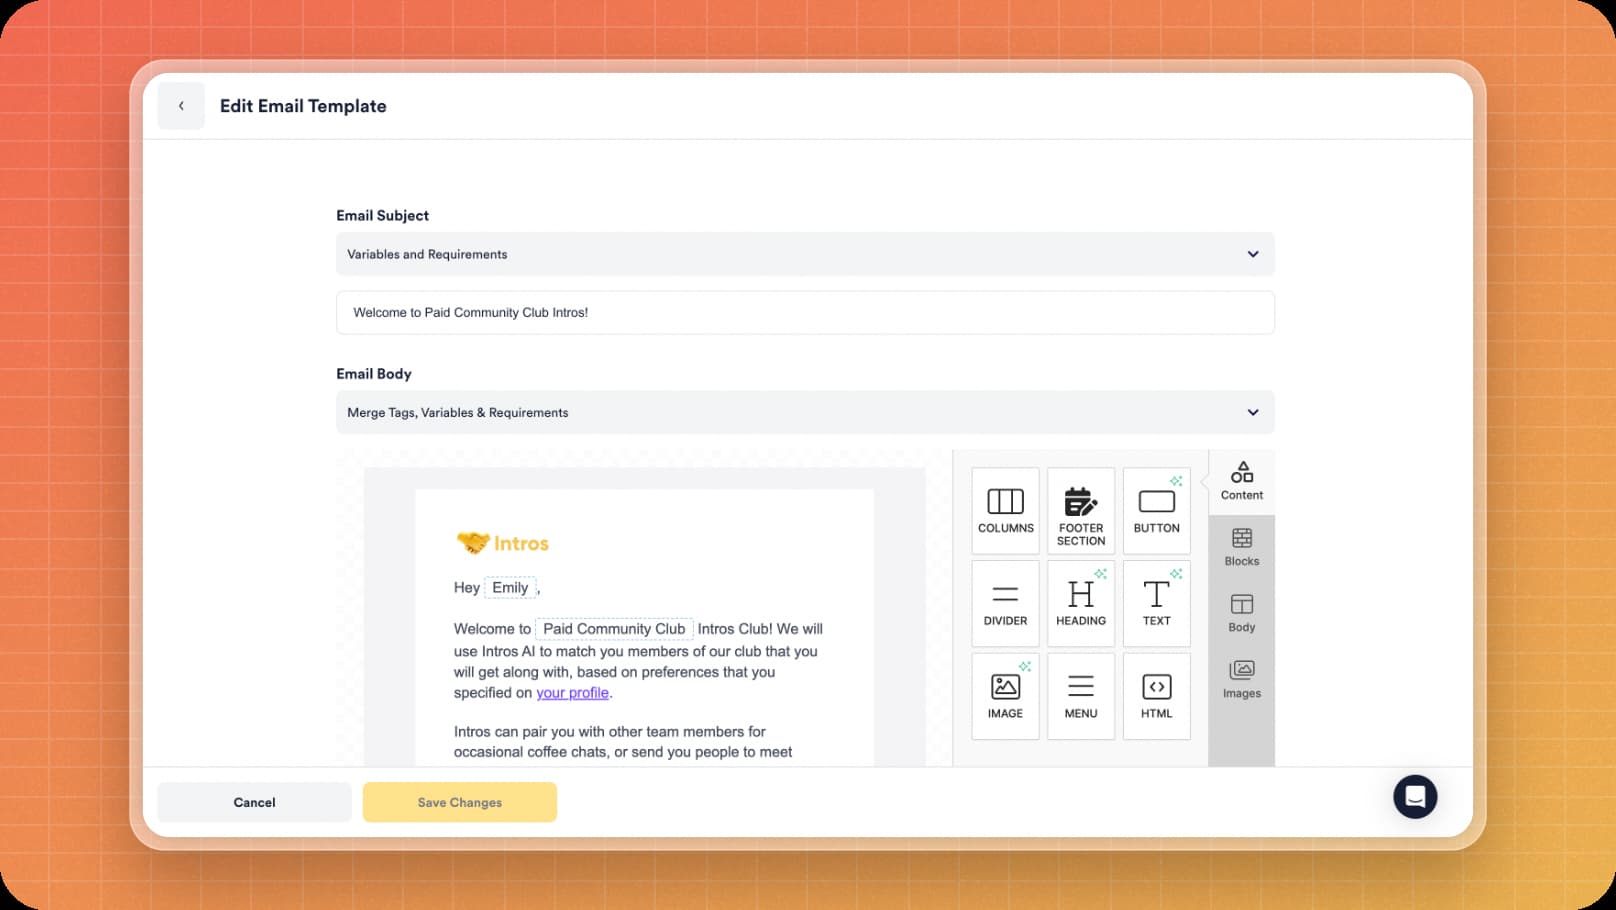 Edit Email Template
Email Subject
Variables and Requirements
Welcome to Paid Community Club Intros!
Email Body
Merge Tags, Variables & Requirements
Intros
Hey Emily,
Welcome to Paid Community Club Intros Club! We will
use Intros AI to match you members of our club that you
will get along with, based on preferences that you
specified on your profile.
Intros can pair you with other team members for
occasional coffee chats, or send you people to meet
COLUMNS
FOOTER
SECTION
BUTTON
DIVIDER
HEADING
TEXT
IMAGE
MENU
HTML
Content
Blocks
Body
Images
Cancel
Save Changes